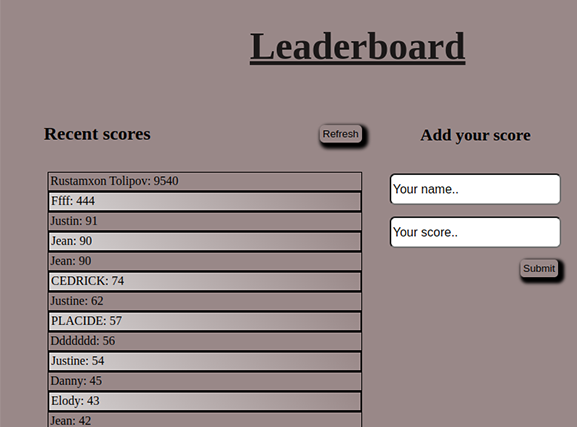 Leaderboard
Recent scores
Refresh
Add your score
Rustamxon Tolipov: 9540
Ffff: 444
Justin: 91
Jean: 90
Jean: 90
CEDRICK: 74
Justine: 62
PLACIDE: 57
Ddddddd: 56
Justine: 54
Danny: 45
Elody: 43
Jean: 42
Your name..
Your score..
Submit